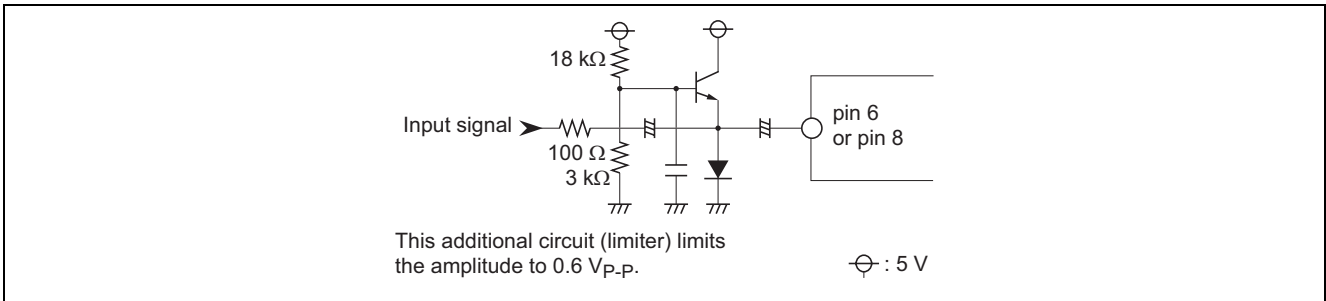 18 kΩ
Input signal
100 Ω
3 kΩ
pin 6
or pin 8
This additional circuit (limiter) limits
the amplitude to 0.6 VP-P.
: 5 V